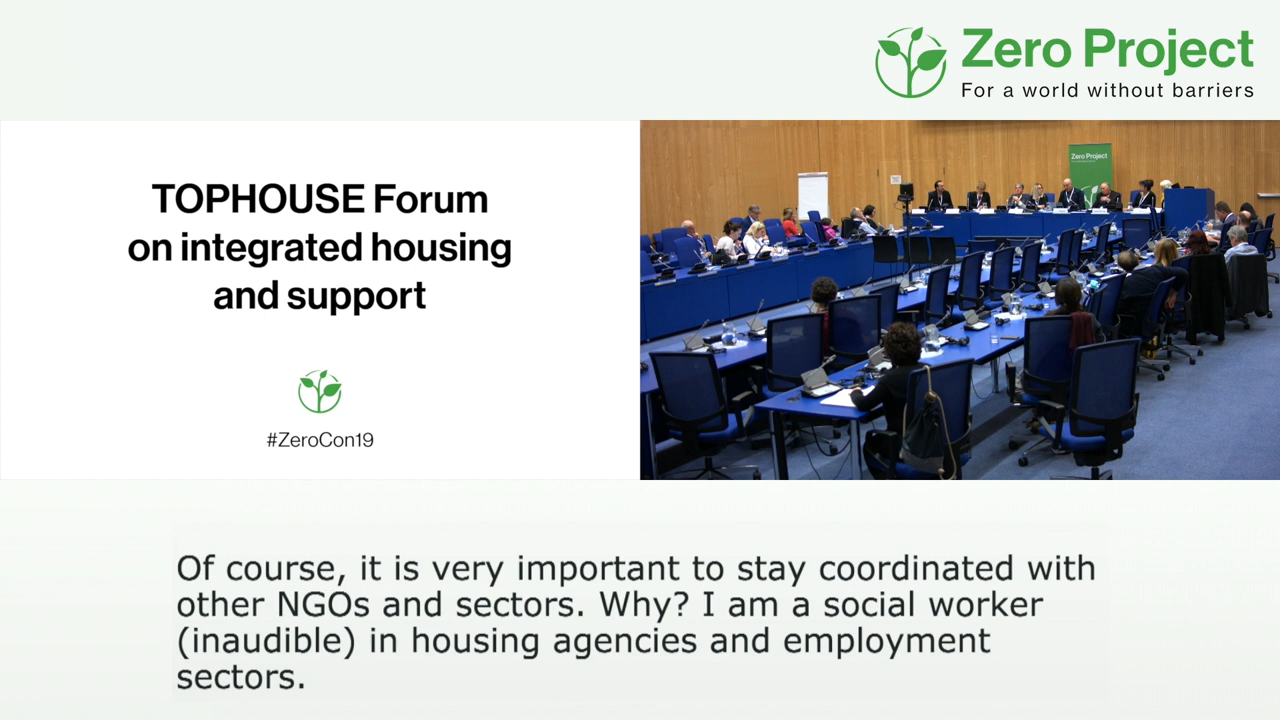 Zero Project
For a world without barriers
TOPHOUSE Forum
on integrated housing
and support
#ZeroCon19
Zero Project
Of course, it is very important to stay coordinated with
other NGOs and sectors. Why? I am a social worker
(inaudible) in housing agencies and employment
sectors.